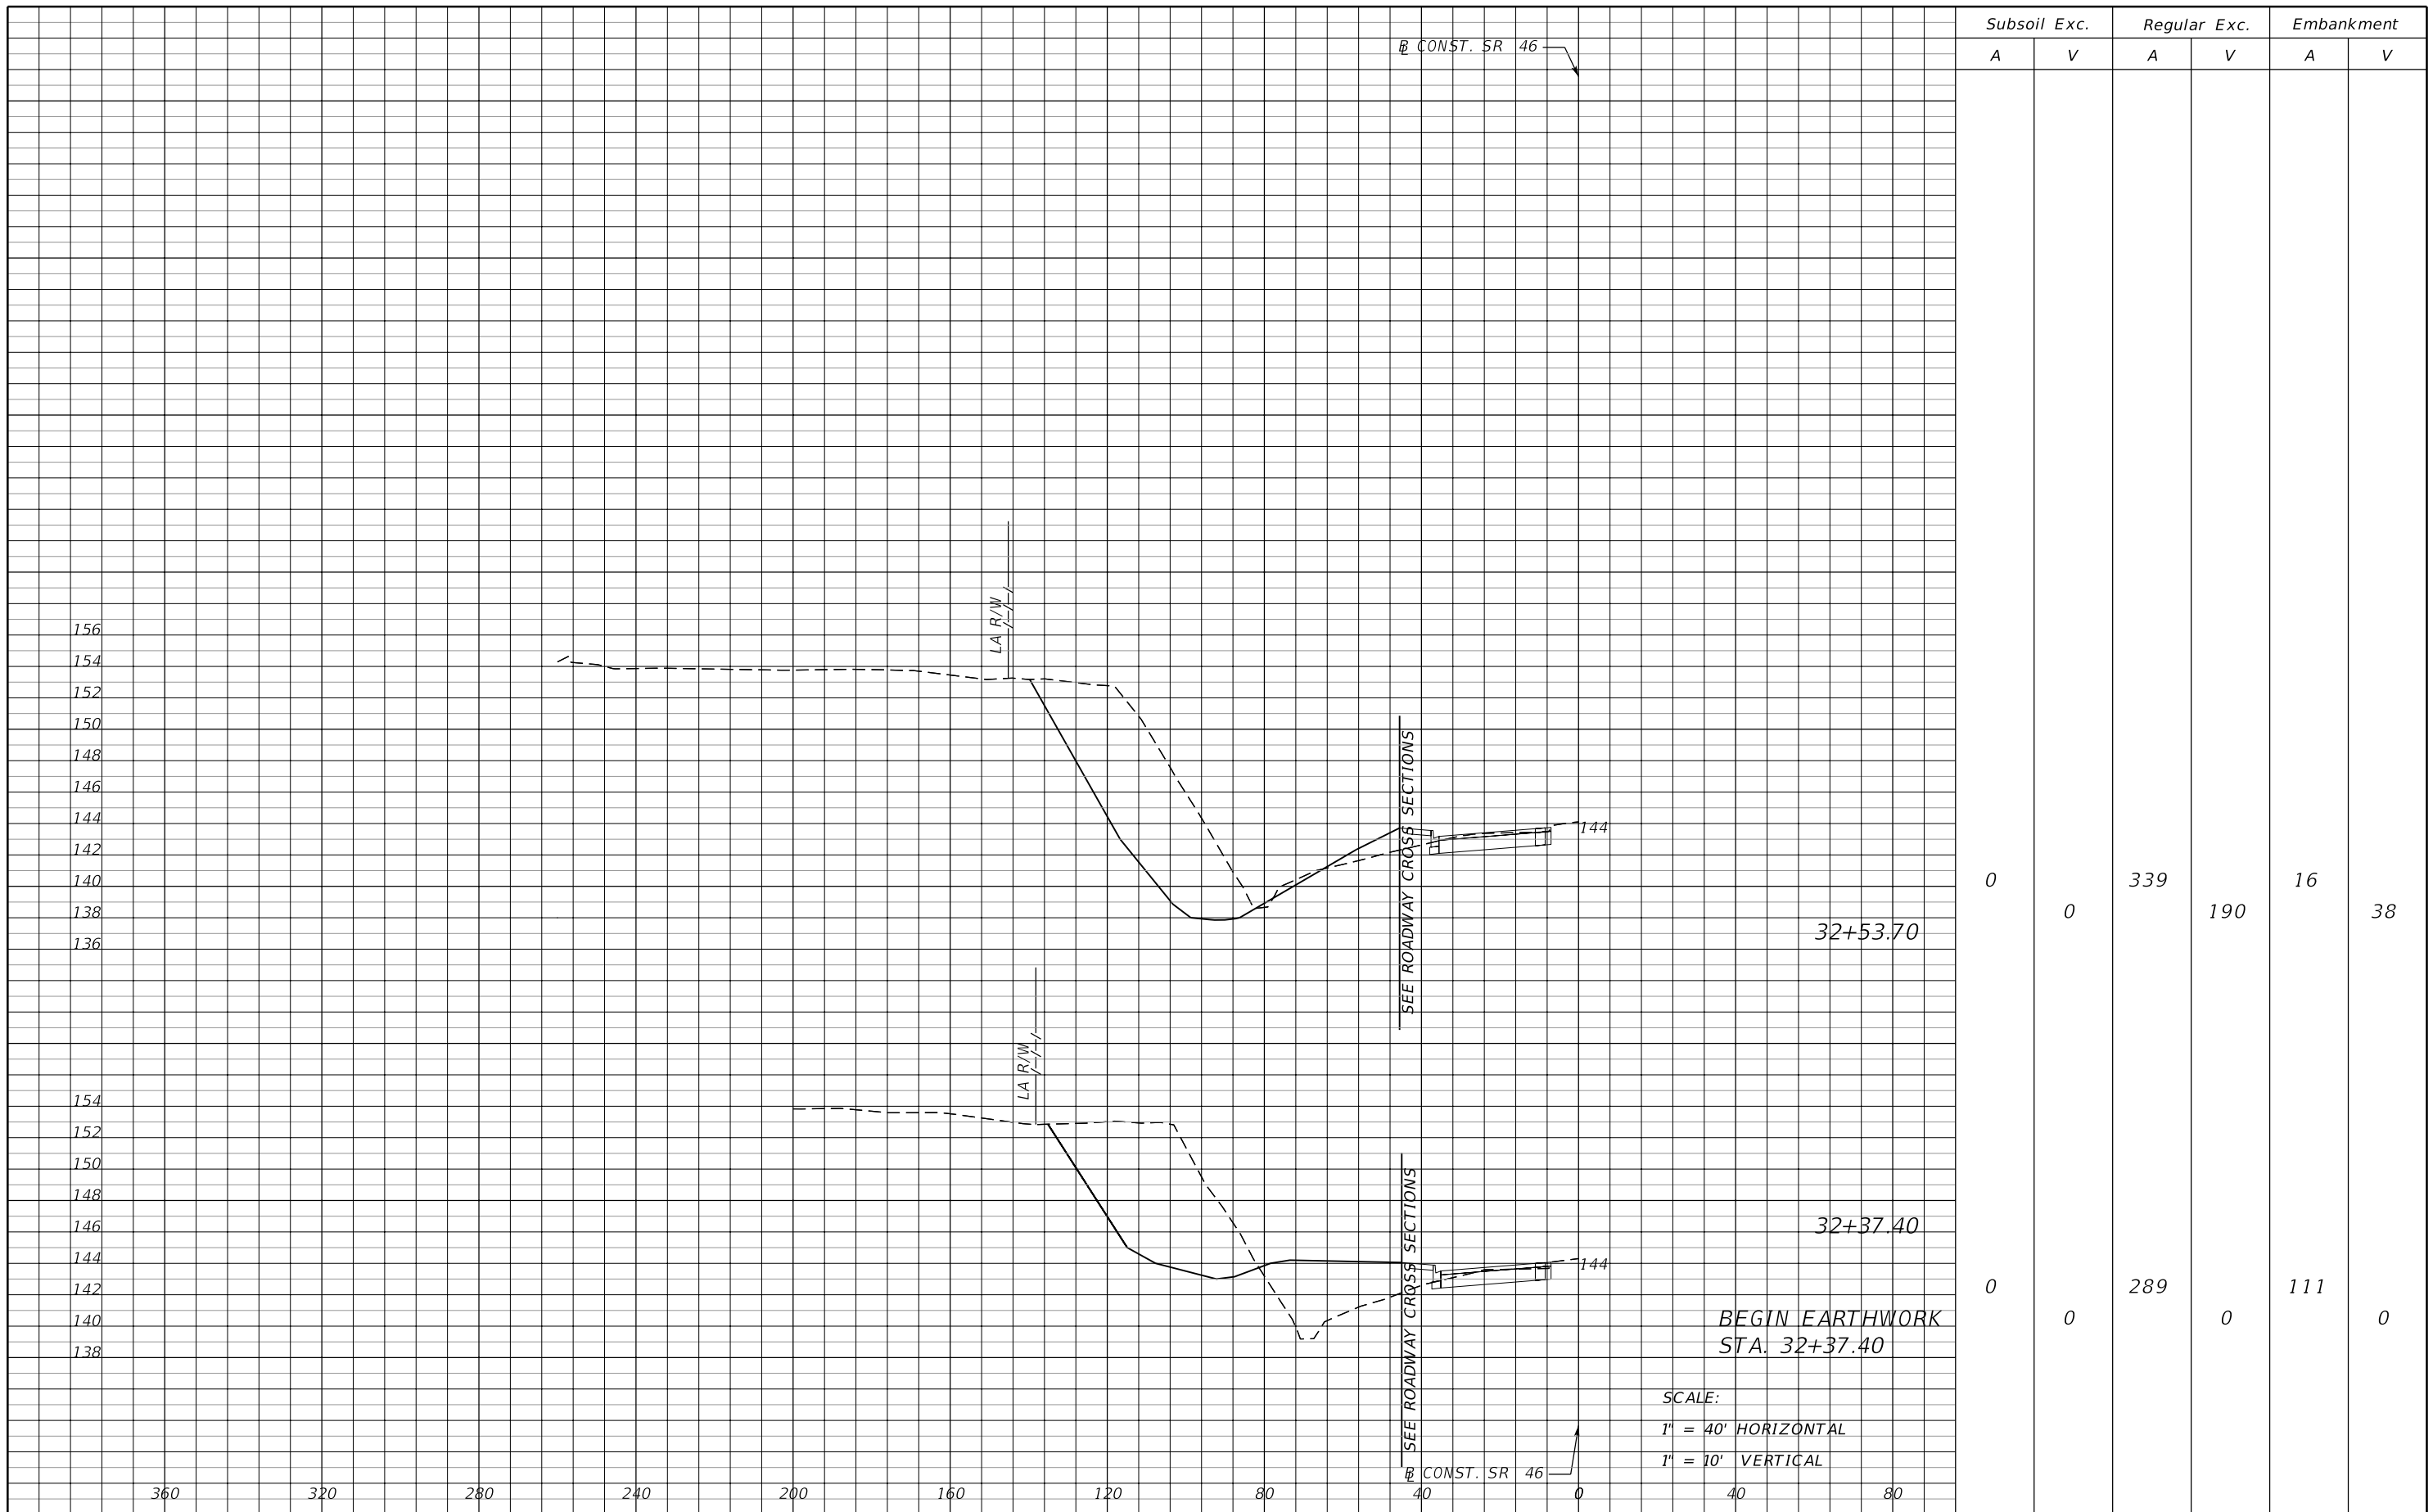 Subsoil Exc. Regular Exc. Embankment
A V A V A V
BL CONST. SR 46
LA R/W
156
154
152
150
148
146
144
142
140
138
136
SEE ROADWAY CROSS SECTIONS
144
0 339 16
0 190 38
32+53.70
LA R/W
154
152
150
148
146
144
142
140
138
SEE ROADWAY CROSS SECTIONS
32+37.40
144
0 289 111
0 0 0
BEGIN EARTHWORK
STA. 32+37.40
SCALE:
1" = 40' HORIZONTAL
1" = 10' VERTICAL
BL CONST. SR 46
360 320 280 240 200 160 120 80 40 0 40 80